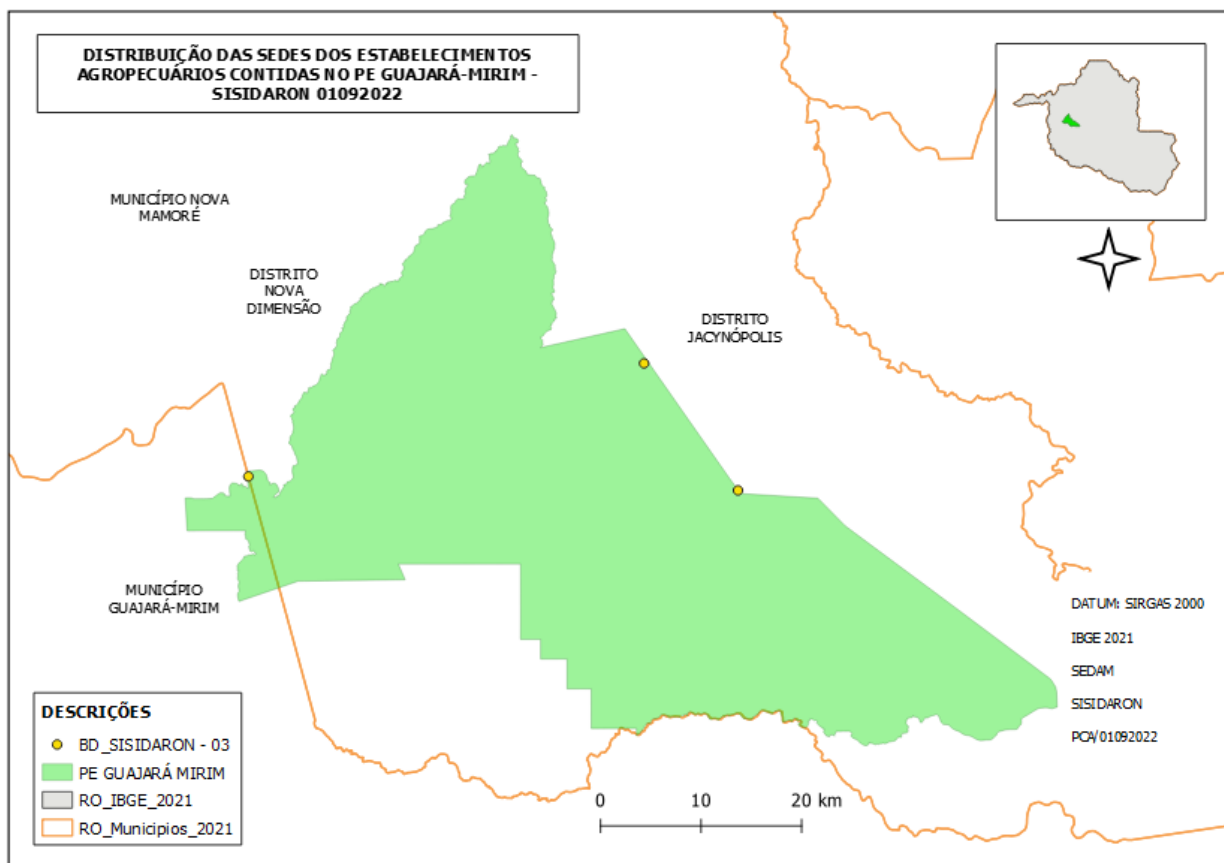 DISTRIBUIÇÃO DAS SEDES DOS ESTABELECIMENTOS
AGROPECUÁRIOS CONTIDAS NO PE GUAJARÁ-MIRIM -
SISIDARON 01092022
MUNICÍPIO NOVA
MAMORÉ
DISTRITO
NOVA
DIMENSÃO
DISTRITO
JACYNÓPOLIS
MUNICÍPIO
GUAJARÁ-MIRIM
DATUM: SIRGAS 2000
IBGE 2021
SEDAM
SISIDARON
PCA/01092022
DESCRIÇÕES
BD_SISIDARON - 03
PE GUAJARÁ MIRIM
RO_IBGE_2021
RO_Municipios_2021
0 10 20 km